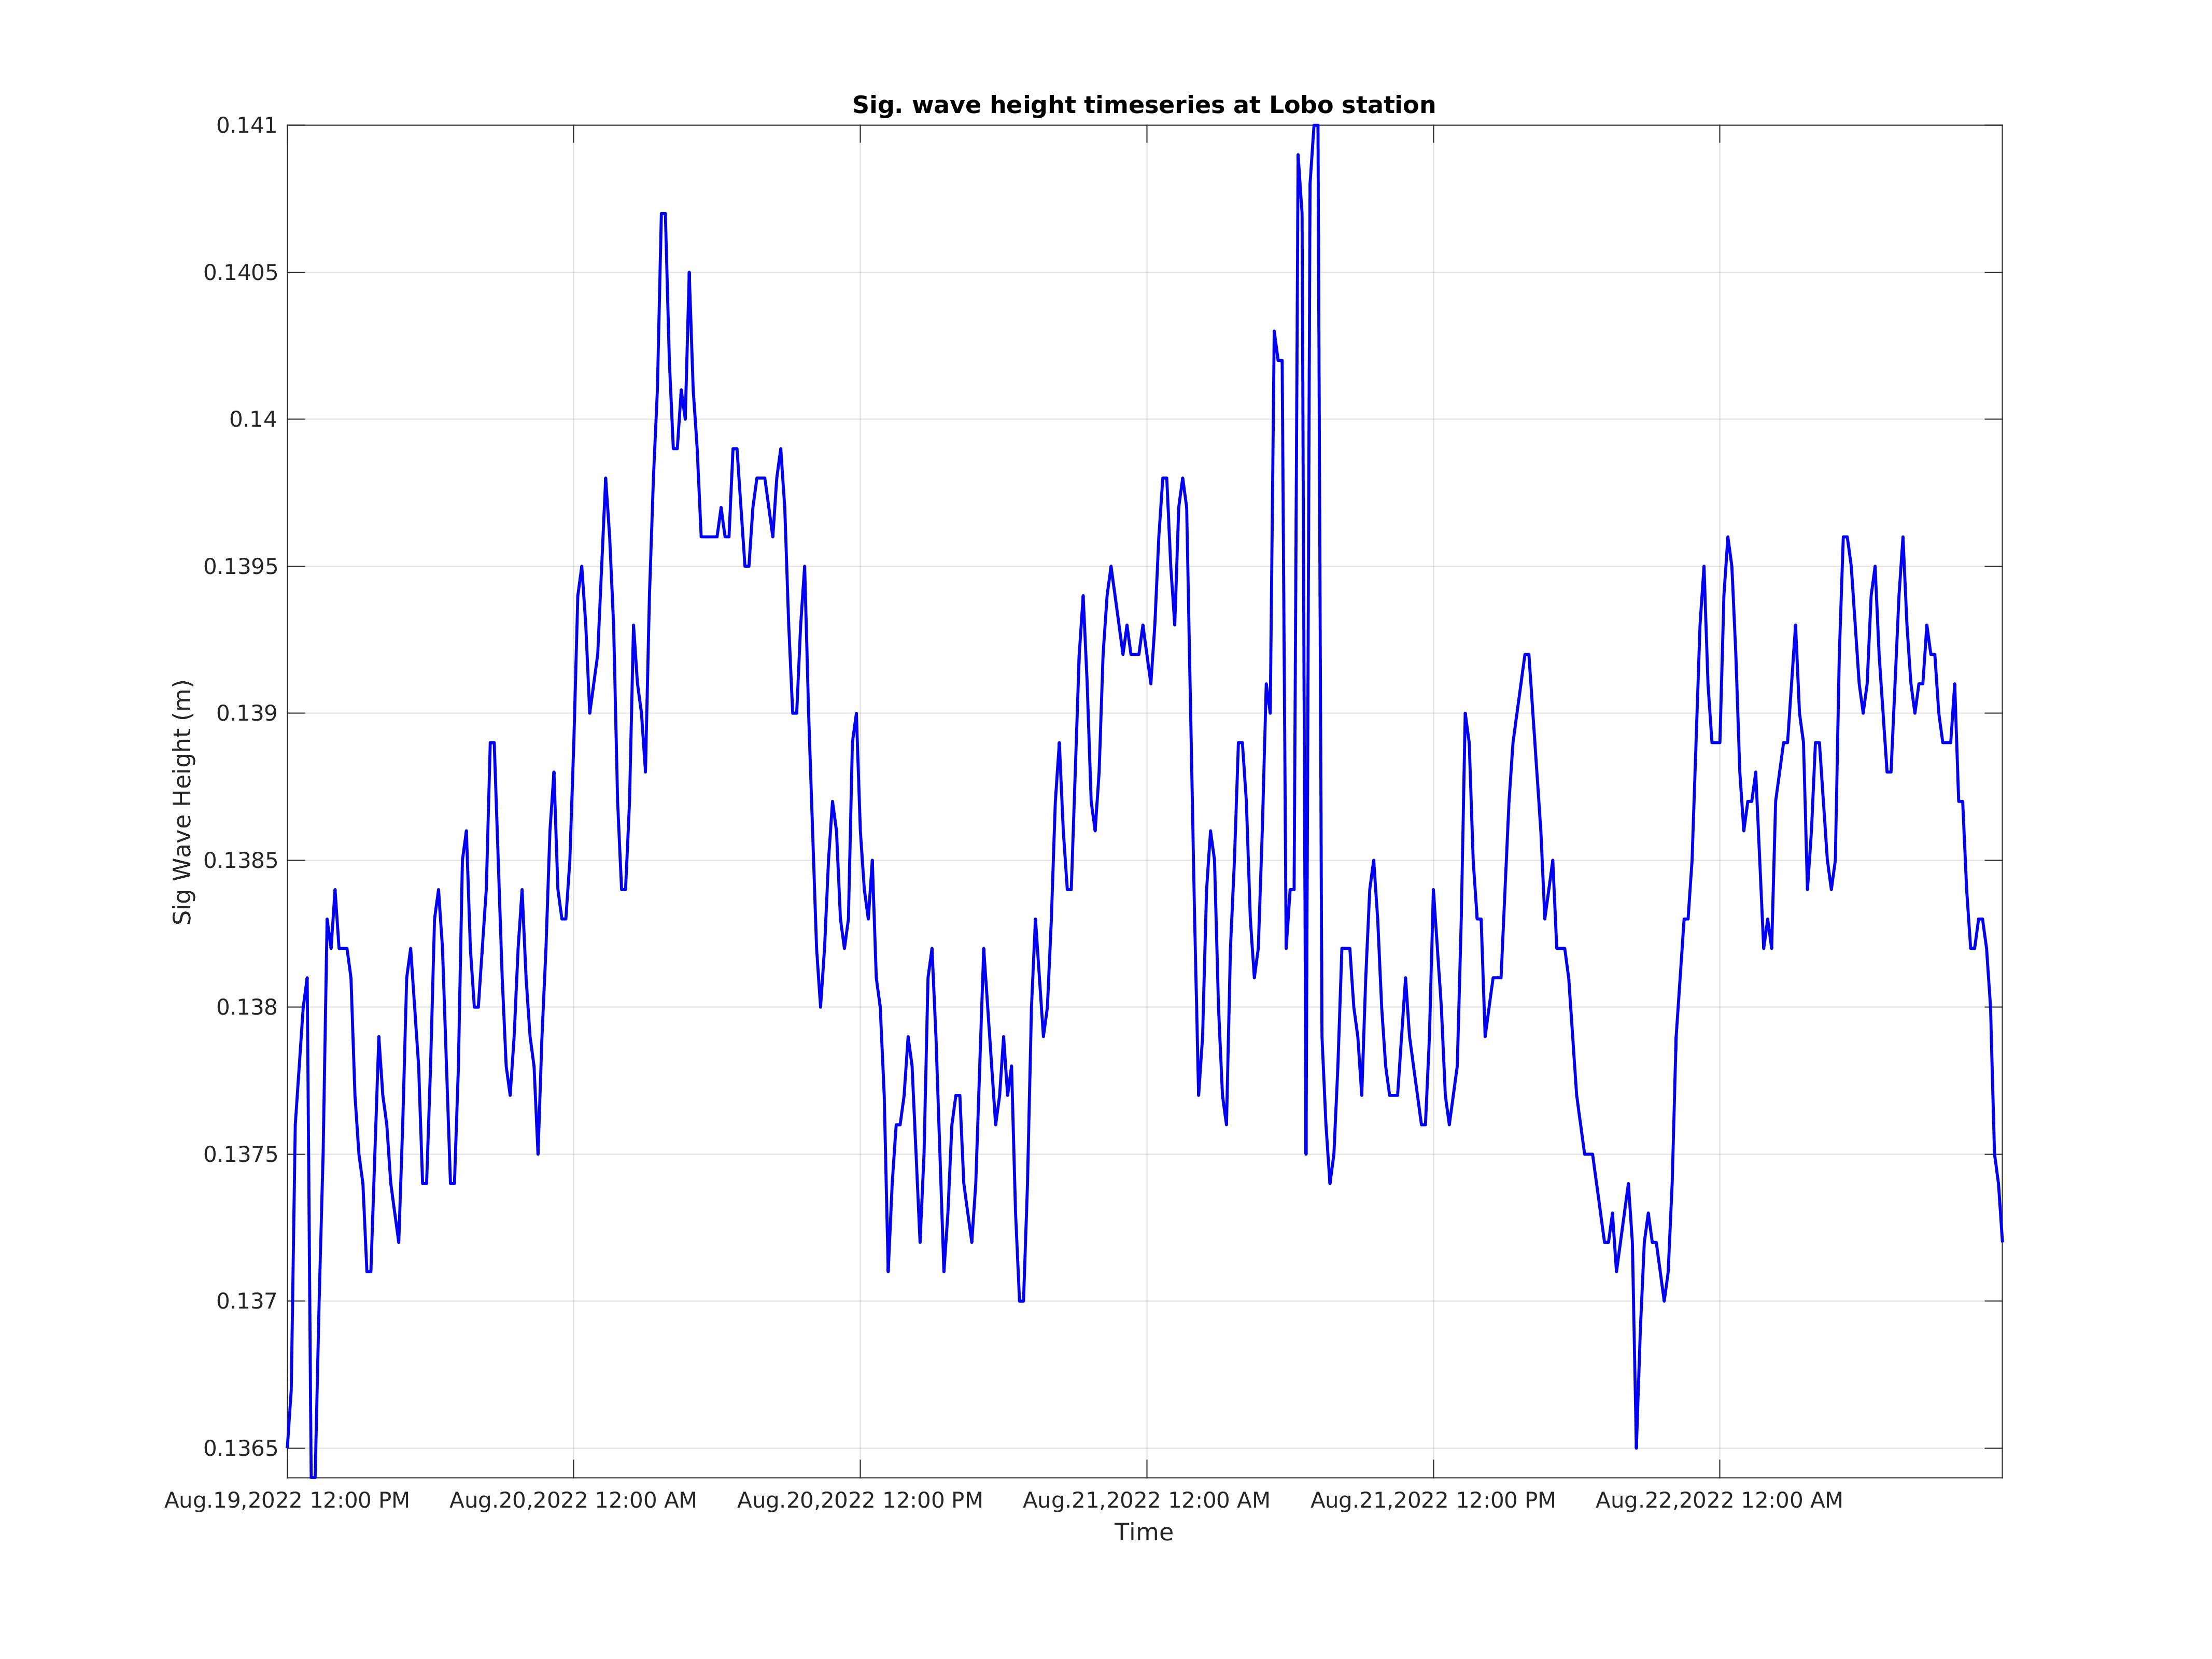 Sig. wave height timeseries at Lobo station
0.141
0.1405
0.14
0.1395
0.139
0.1385
0.138
0.1375
0.137
0.1365
Sig Wave Height (m)
Aug.19,2022 12:00 PM Aug.20,2022 12:00 AM Aug.20,2022 12:00 PM Aug.21,2022 12:00 AM Aug.21,2022 12:00 PM Aug.22,2022 12:00 AM
Time